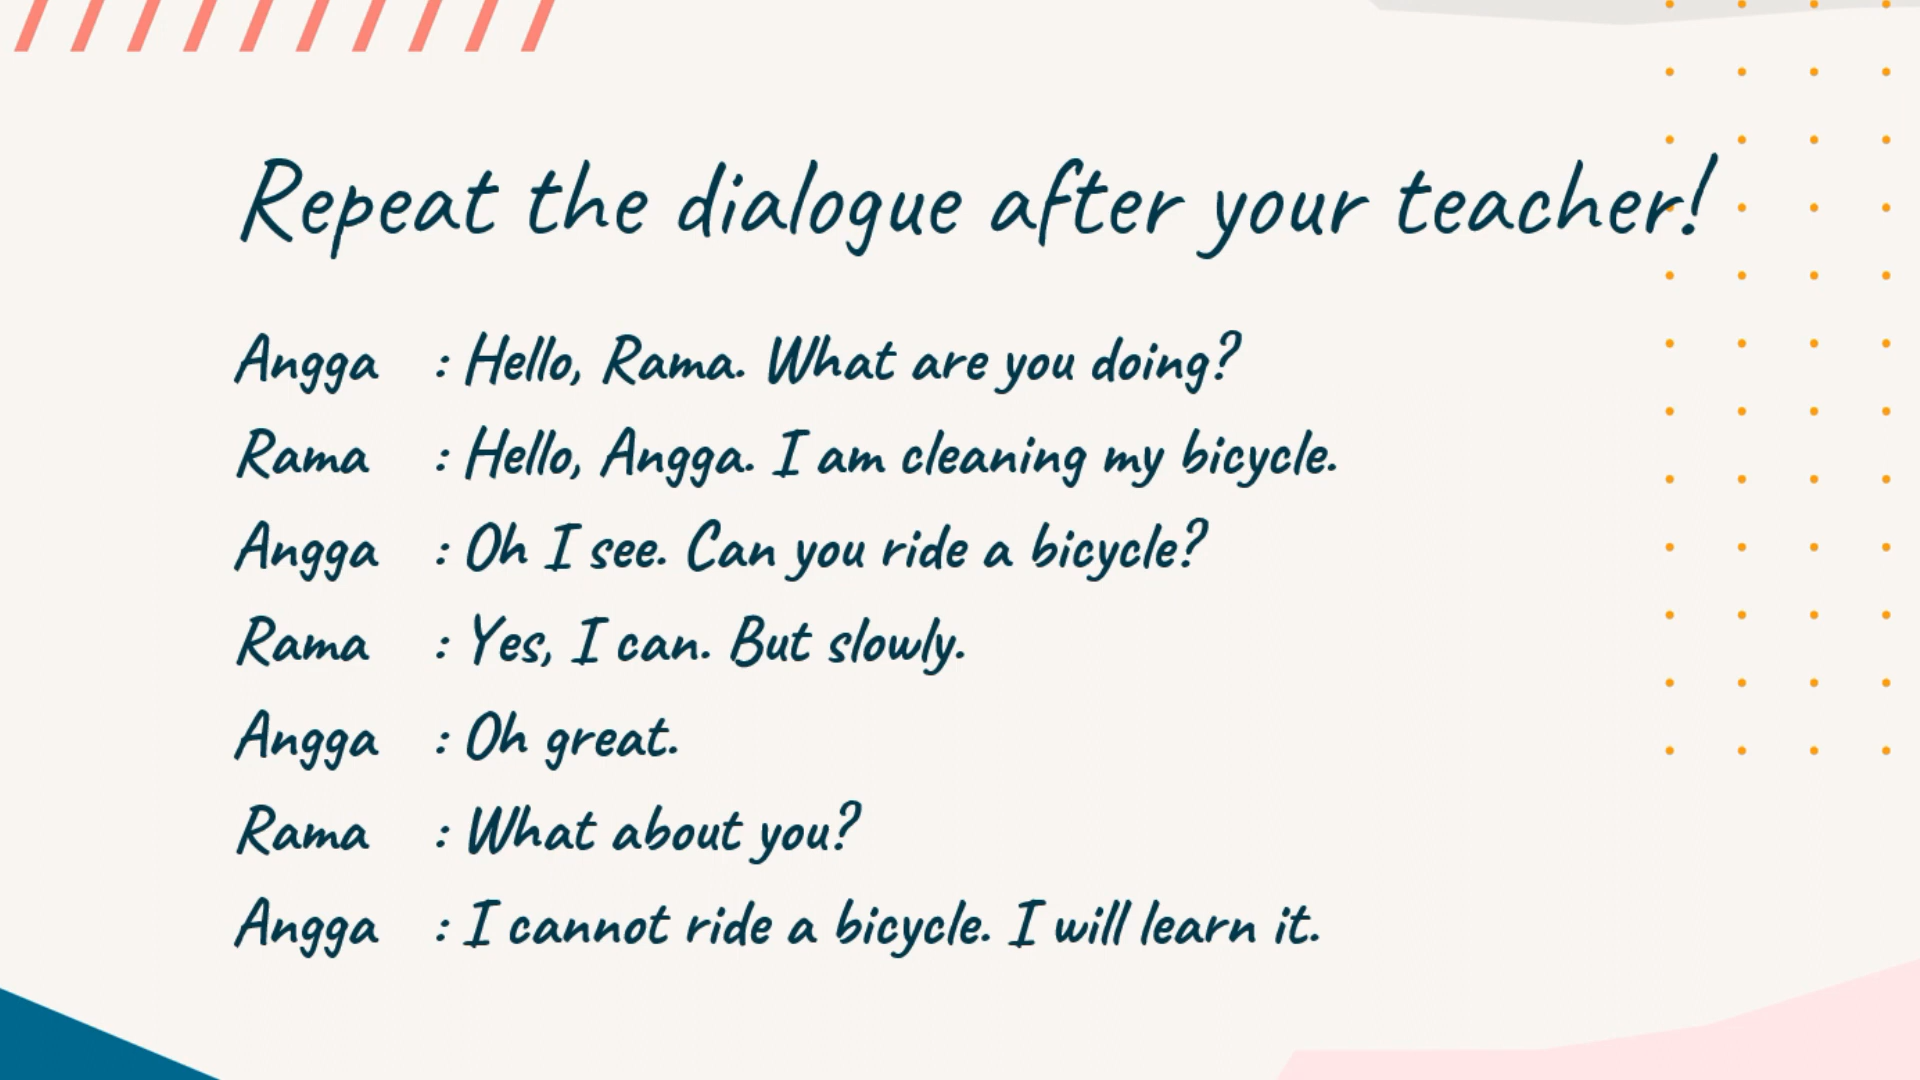 Repeat the dialogue after your teacher!
Angga : Hello, Rama. What are you doing?
Rama : Hello, Angga. I am cleaning my bicycle.
Angga : Oh I see. Can you ride a bicycle?
Rama : Yes, I can. But slowly.
Angga : Oh great.
Rama : What about you?
Angga : I cannot ride a bicycle. I will learn it.